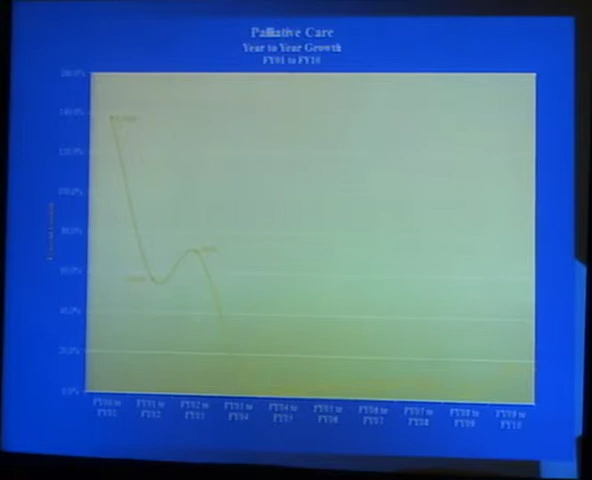 Palliative Care
Year to Year Growth
FY01 to FY10
160.0%
140.0%
120.0%
100.0%
80.0%
60.0%
40.0%
20.0%
0.0%
FY00 to FY01
FY01 to FY02
FY02 to FY03
FY03 to FY04
FY04 to FY05
FY05 to FY06
FY06 to FY07
FY07 to FY08
FY08 to FY09
FY09 to FY10